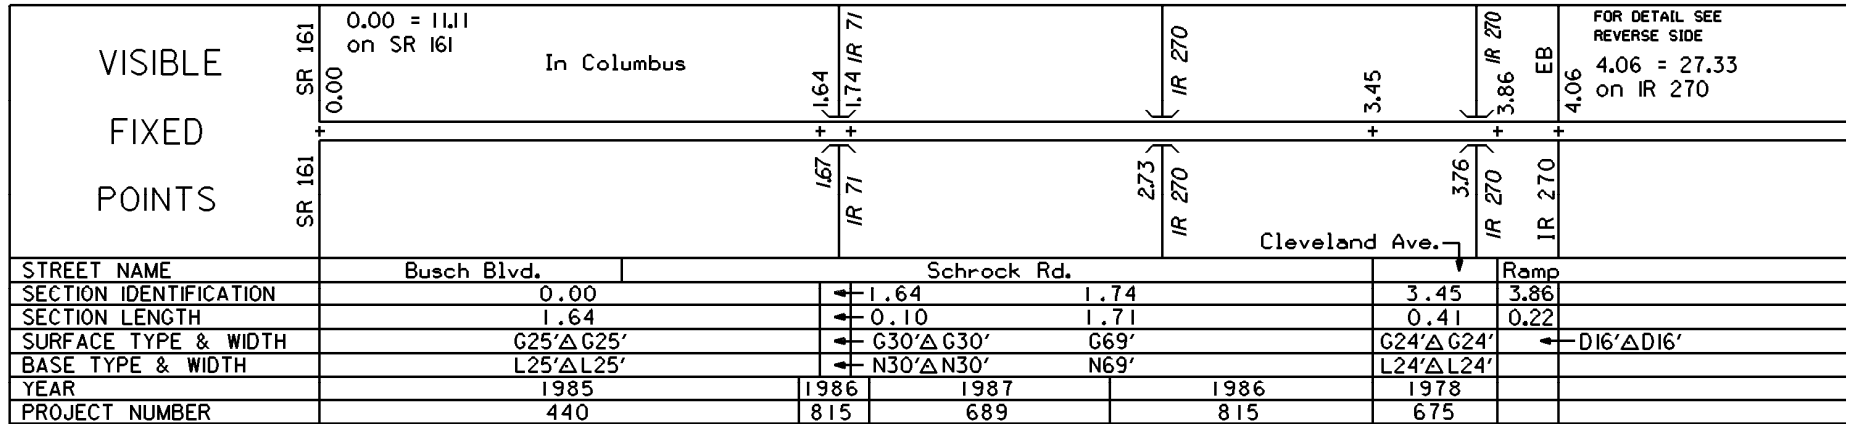 VISIBLE
FIXED
POINTS
SR 161
0.00
0.00 = 11.11
on SR 161
In Columbus
1.64
1.74
IR 71
IR 270
3.45
IR 270
3.86
EB
4.06
FOR DETAIL SEE
REVERSE SIDE
4.06 = 27.33
on IR 270
SR 161
1.67
IR 71
2.73
IR 270
3.76
IR 270
IR 270
Cleveland Ave.
STREET NAME Busch Blvd. Schrock Rd. Ramp
SECTION IDENTIFICATION 0.00 1.64 1.74 3.45 3.86
SECTION LENGTH 1.64 0.10 1.71 0.41 0.22
SURFACE TYPE & WIDTH G25'△G25' G30'△G30' G69' G24'△G24' D16'△D16'
BASE TYPE & WIDTH L25'△L25' N30'△N30' N69' L24'△L24'
YEAR 1985 1986 1987 1986 1978
PROJECT NUMBER 440 815 689 815 675